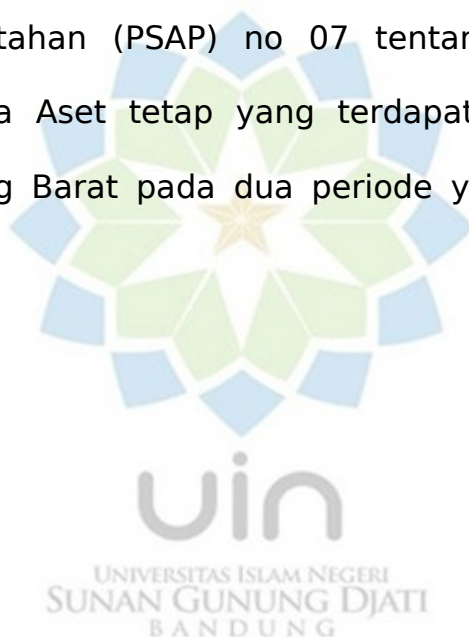 tahan (PSAP) no 07 tentan
a Aset tetap yang terdapat
g Barat pada dua periode y
uin
UNIVERSITAS ISLAM NEGERI
SUNAN GUNUNG DJATI
BANDUNG